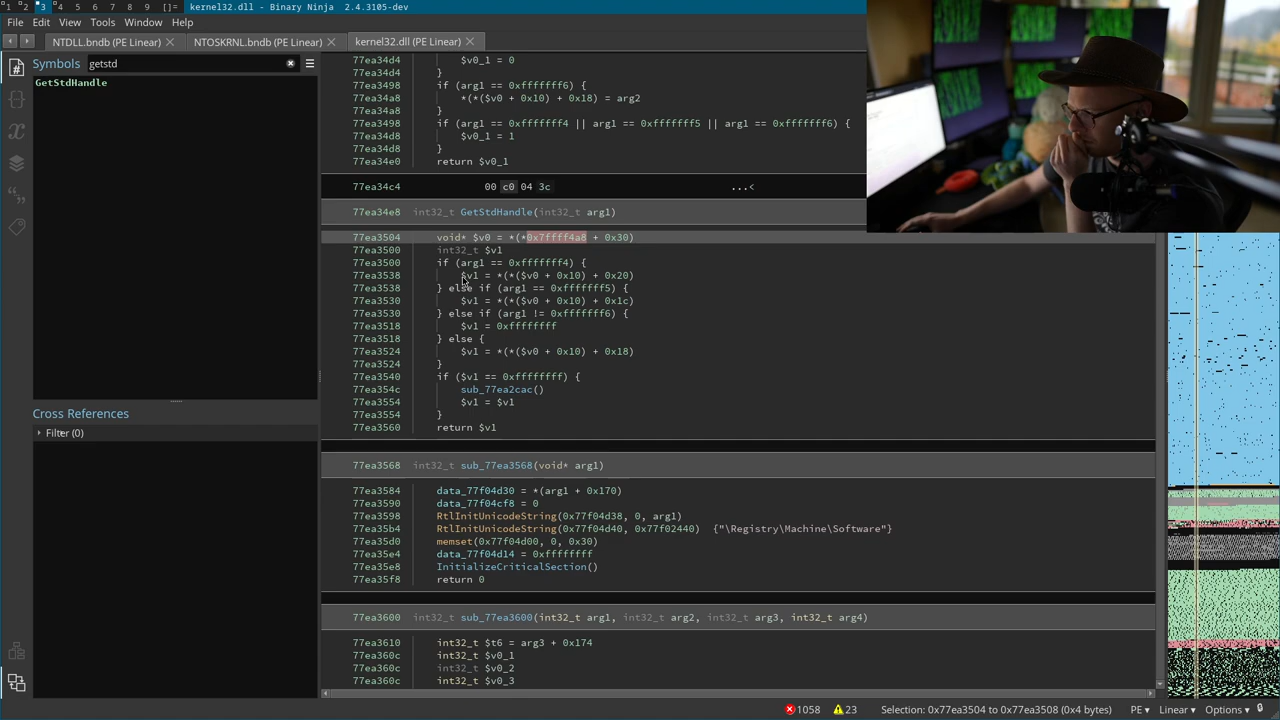 1 2 3 4 5 6 7 8 9 []= kernel32.dll - Binary Ninja 2.4.3105-dev
File Edit View Tools Window Help
NTDLL.bndb (PE Linear) NTOSKRNL.bndb (PE Linear) kernel32.dll (PE Linear)
Symbols getstd
GetStdHandle
Cross References
Filter (0)
77ea34d4 $v0_1 = 0
77ea34d4 }
77ea3498 if (arg1 == 0xfffffff6) {
77ea34a8 *(*($v0 + 0x10) + 0x18) = arg2
77ea34a8 }
77ea3498 if (arg1 == 0xfffffff4 || arg1 == 0xfffffff5 || arg1 == 0xfffffff6) {
77ea34d8 $v0_1 = 1
77ea34d8 }
77ea34e0 return $v0_1
77ea34c4 00 c0 04 3c ...<
77ea34e8 int32_t GetStdHandle(int32_t arg1)
77ea3504 void* $v0 = *(*0x7ffff4a8 + 0x30)
77ea3500 int32_t $v1
77ea3500 if (arg1 == 0xfffffff4) {
77ea3538 $v1 = *(*($v0 + 0x10) + 0x20)
77ea3538 } else if (arg1 == 0xfffffff5) {
77ea3530 $v1 = *(*($v0 + 0x10) + 0x1c)
77ea3530 } else if (arg1 != 0xfffffff6) {
77ea3518 $v1 = 0xffffffff
77ea3518 } else {
77ea3524 $v1 = *(*($v0 + 0x10) + 0x18)
77ea3524 }
77ea3540 if ($v1 == 0xffffffff) {
77ea354c sub_77ea2cac()
77ea3554 $v1 = $v1
77ea3554 }
77ea3560 return $v1
77ea3568 int32_t sub_77ea3568(void* arg1)
77ea3584 data_77f04d30 = *(arg1 + 0x170)
77ea3590 data_77f04cf8 = 0
77ea3598 RtlInitUnicodeString(0x77f04d38, 0, arg1)
77ea35b4 RtlInitUnicodeString(0x77f04d40, 0x77f02440) {"\Registry\Machine\Software"}
77ea35d0 memset(0x77f04d00, 0, 0x30)
77ea35e4 data_77f04d14 = 0xffffffff
77ea35e8 InitializeCriticalSection()
77ea35f8 return 0
77ea3600 int32_t sub_77ea3600(int32_t arg1, int32_t arg2, int32_t arg3, int32_t arg4)
77ea3610 int32_t $t6 = arg3 + 0x174
77ea360c int32_t $v0_1
77ea360c int32_t $v0_2
77ea360c int32_t $v0_3
1058 23 Selection: 0x77ea3504 to 0x77ea3508 (0x4 bytes) PE Linear Options